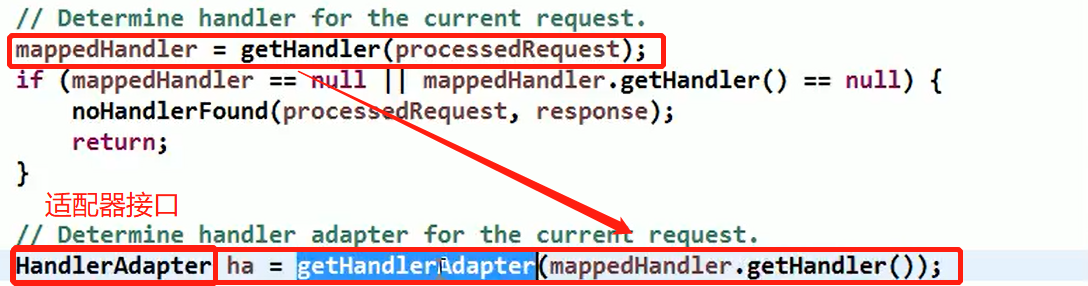 // Determine handler for the current request.
mappedHandler = getHandler(processedRequest);
if (mappedHandler == null || mappedHandler.getHandler() == null) {
noHandlerFound(processedRequest, response);
return;
}
适配器接口
// Determine handler adapter for the current request.
HandlerAdapter ha = getHandlerAdapter(mappedHandler.getHandler());